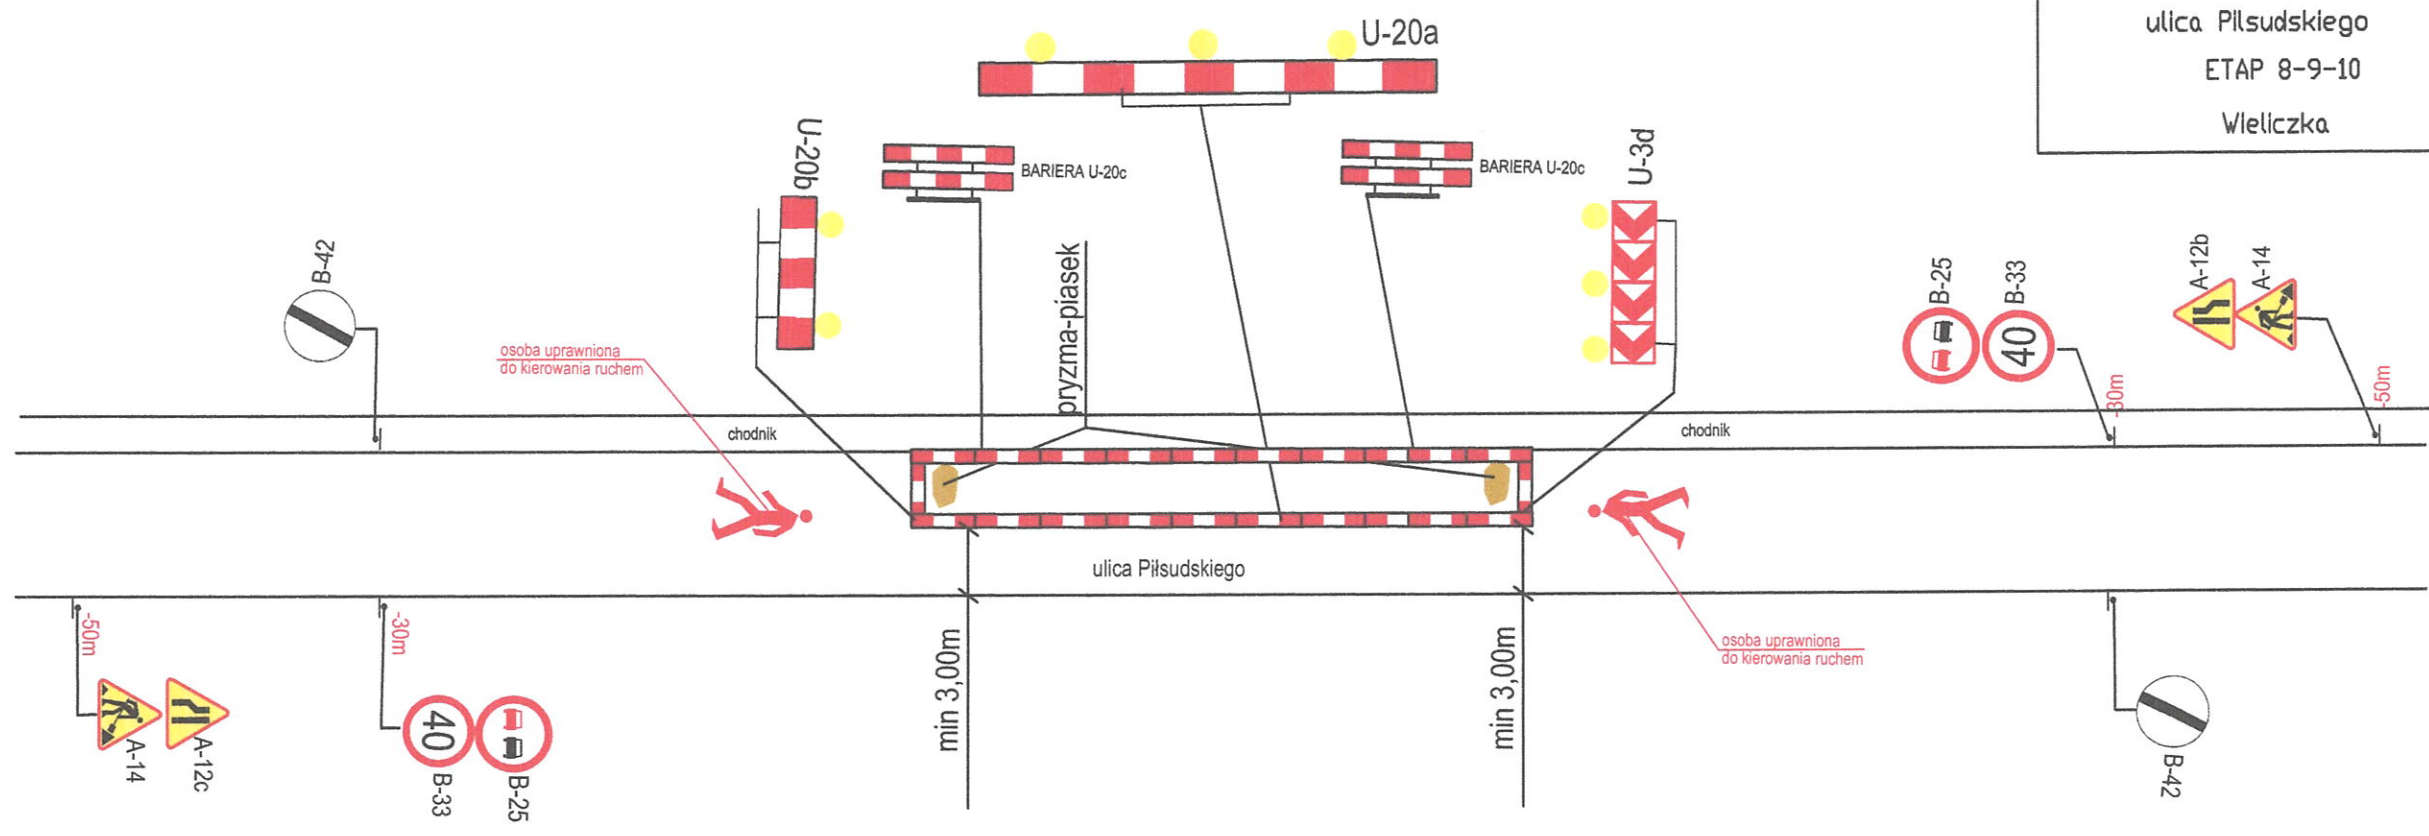 ulica Pilsudskiego
ETAP 8-9-10
Wieliczka
U-20a
U-20b
BARIERA U-20c
BARIERA U-20c
U-3d
B-42
osoba uprawniona
do kierowania ruchem
pryzma-piasek
B-25
B-33
40
A-12b
A-14
-30m
-50m
chodnik
chodnik
ulica Piłsudskiego
-50m
-30m
A-14
A-12c
40
B-33
B-25
min 3,00m
min 3,00m
osoba uprawniona
do kierowania ruchem
B-42